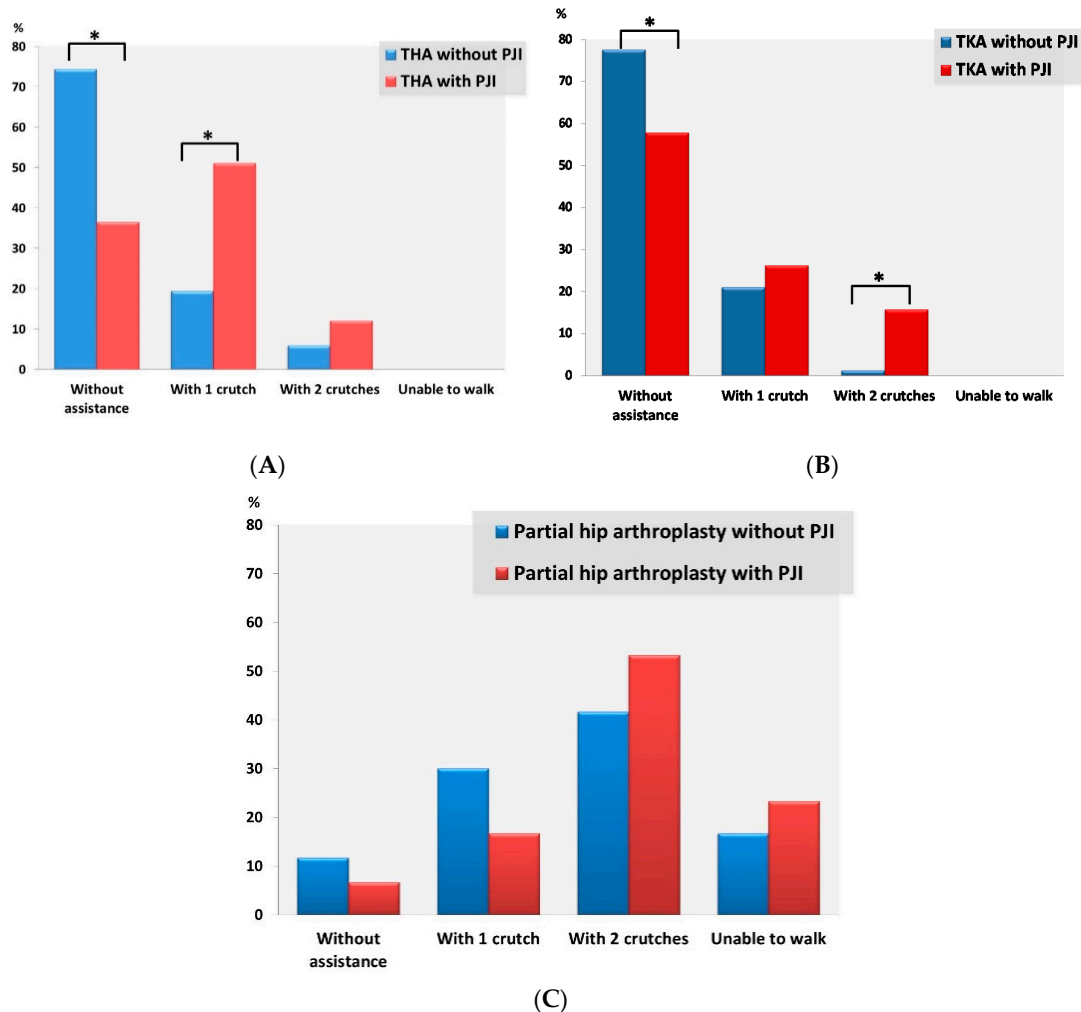 %
80
70
60
50
40
30
20
10
0
*
*
THA without PJI
THA with PJI
Without
assistance
With 1 crutch
With 2 crutches
Unable to walk
(A)
%
80
70
60
50
40
30
20
10
0
*
*
TKA without PJI
TKA with PJI
Without
assistance
With 1 crutch
With 2 crutches
Unable to walk
(B)
%
80
70
60
50
40
30
20
10
0
Partial hip arthroplasty without PJI
Partial hip arthroplasty with PJI
Without
assistance
With 1 crutch
With 2 crutches
Unable to walk
(C)